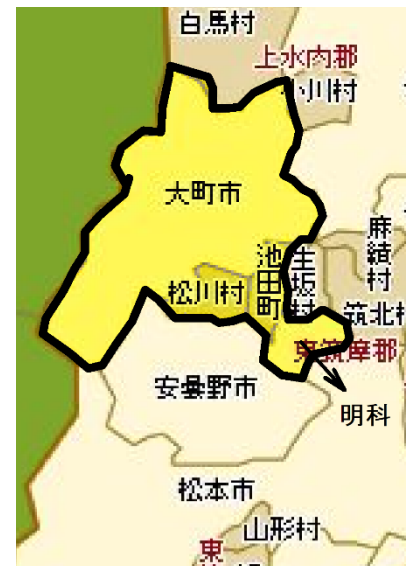 白馬村
上水内郡
小川村
大町市
麻績村
池田町
生坂村
松川村
筑北村
東筑摩郡
安曇野市
明科
松本市
山形村
東